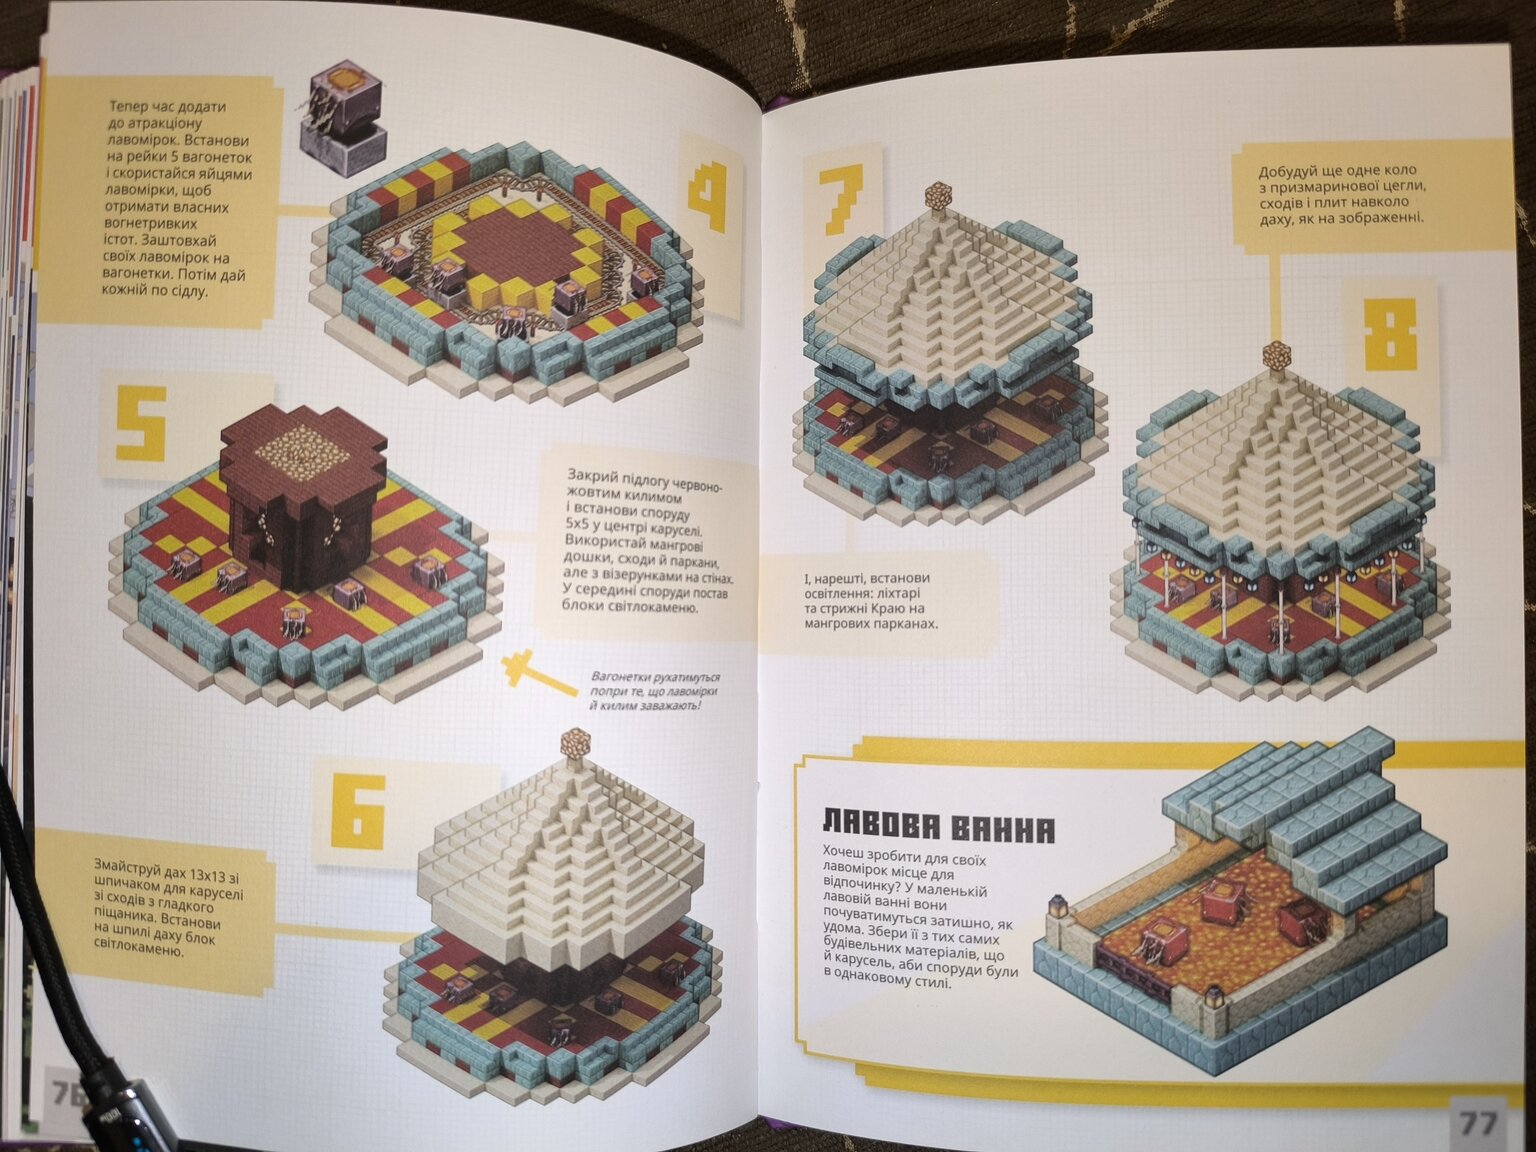 Тепер час додати
до атракціону
лавомірок. Встанови
на рейки 5 вагонеток
і скористайся яйцями
лавомірки, щоб
отримати власних
вогнетривких
істот. Заштовхай
своїх лавомірок на
вагонетки. Потім дай
кожній по сідлу.
4
5
Закрий підлогу червоно-
жовтим килимом
і встанови споруду
5х5 у центрі каруселі.
Використай мангрові
дошки, сходи й паркани,
але з візерунками на стінах.
У середині споруди постав
блоки світлокаменю.
Вагонетки рухатимуться
попри те, що лавомірки
й килим заважають!
6
Змайструй дах 13х13 зі
шпичаком для каруселі
зі сходів з гладкого
піщаника. Встанови
на шпилі даху блок
світлокаменю.
76
7
Добудуй ще одне коло
з призмаринової цегли,
сходів і плит навколо
даху, як на зображенні.
8
І, нарешті, встанови
освітлення: ліхтарі
та стрижні Краю на
мангрових парканах.
ЛАВОВА ВАННА
Хочеш зробити для своїх
лавомірок місце для
відпочинку? У маленькій
лавовій ванні вони
почуватимуться затишно, як
удома. Збери її з тих самих
будівельних матеріалів, що
й карусель, аби споруди були
в однаковому стилі.
77